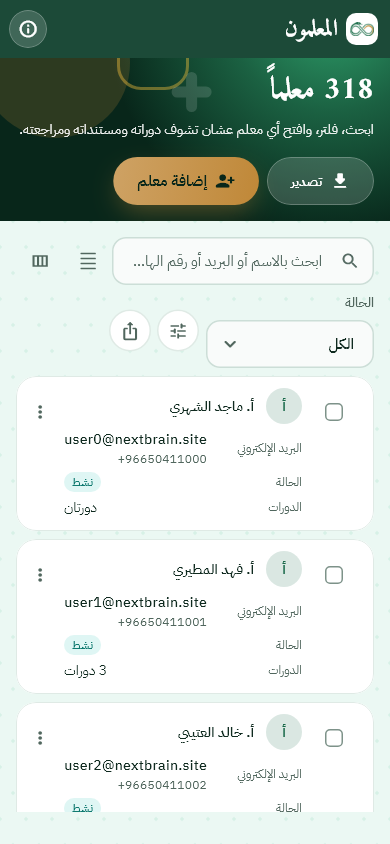 المعلمون
318 معلماً
ابحث، فلتر، وافتح أي معلم عشان تشوف دوراته ومستنداته ومراجعته.
تصدير
إضافة معلم
ابحث بالاسم أو البريد أو رقم الها...
الحالة
الكل
أ
أ. ماجد الشهري
البريد الإلكتروني
user0@nextbrain.site
+96650411000
الحالة
نشط
الدورات
دورتان
أ
أ. فهد المطيري
البريد الإلكتروني
user1@nextbrain.site
+96650411001
الحالة
نشط
الدورات
3 دورات
أ
أ. خالد العتيبي
البريد الإلكتروني
user2@nextbrain.site
+96650411002
الحالة
نشط